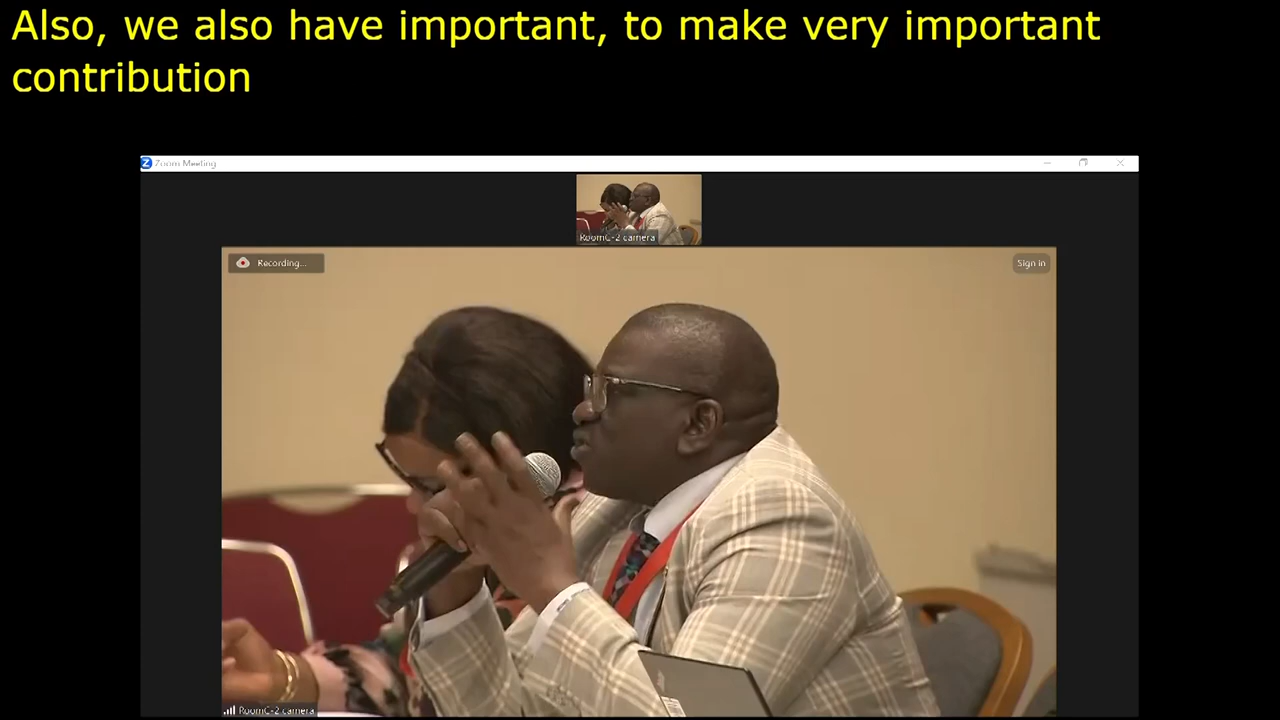 Also, we also have important, to make very important
contribution
Zoom Meeting
RoomC-2 camera
Recording...
Sign in
RoomC-2 camera